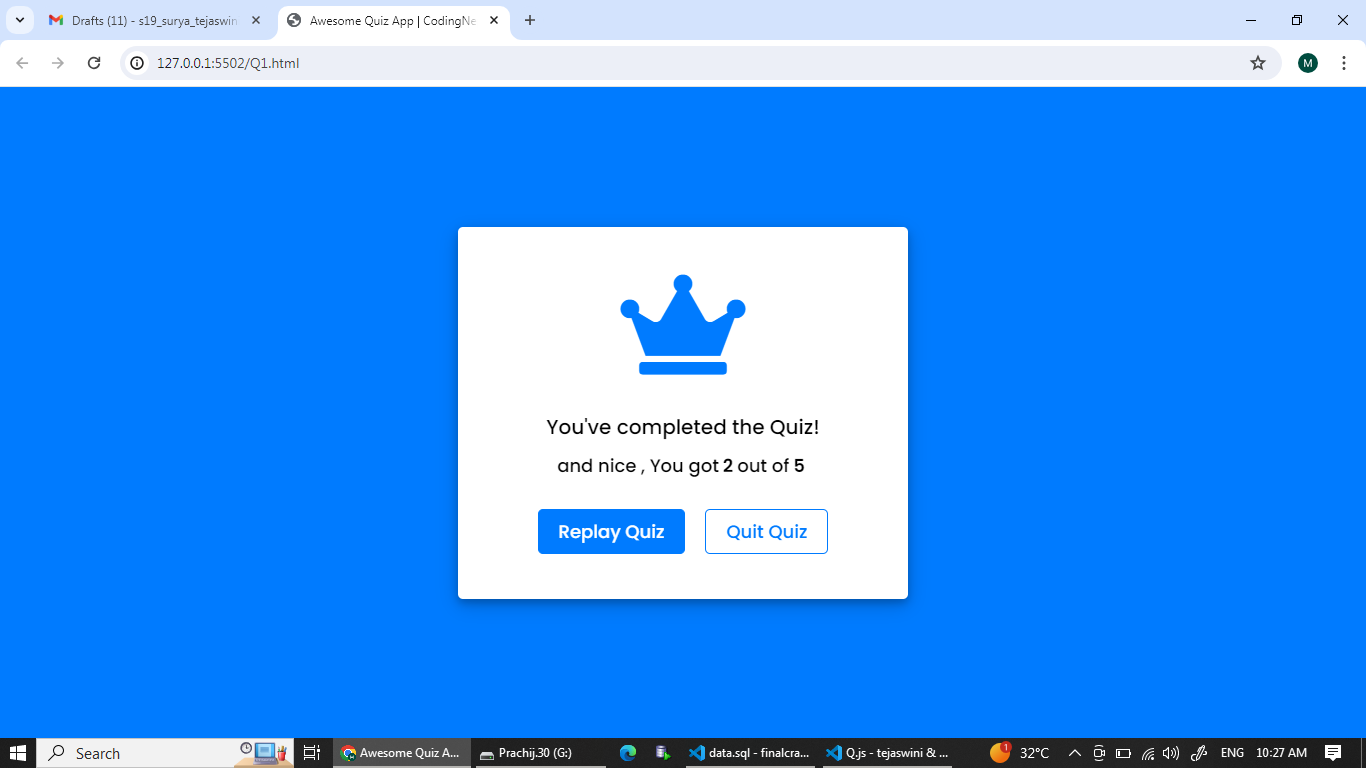 Drafts (11) - s19_surya_tejaswin
Awesome Quiz App | CodingNe
127.0.0.1:5502/Q1.html
M
You've completed the Quiz!
and nice , You got 2 out of 5
Replay Quiz
Quit Quiz
Search
Awesome Quiz A...
Prachij.30 (G:)
data.sql - finalcra...
Q.js - tejaswini & ...
1
32°C
ENG
10:27 AM